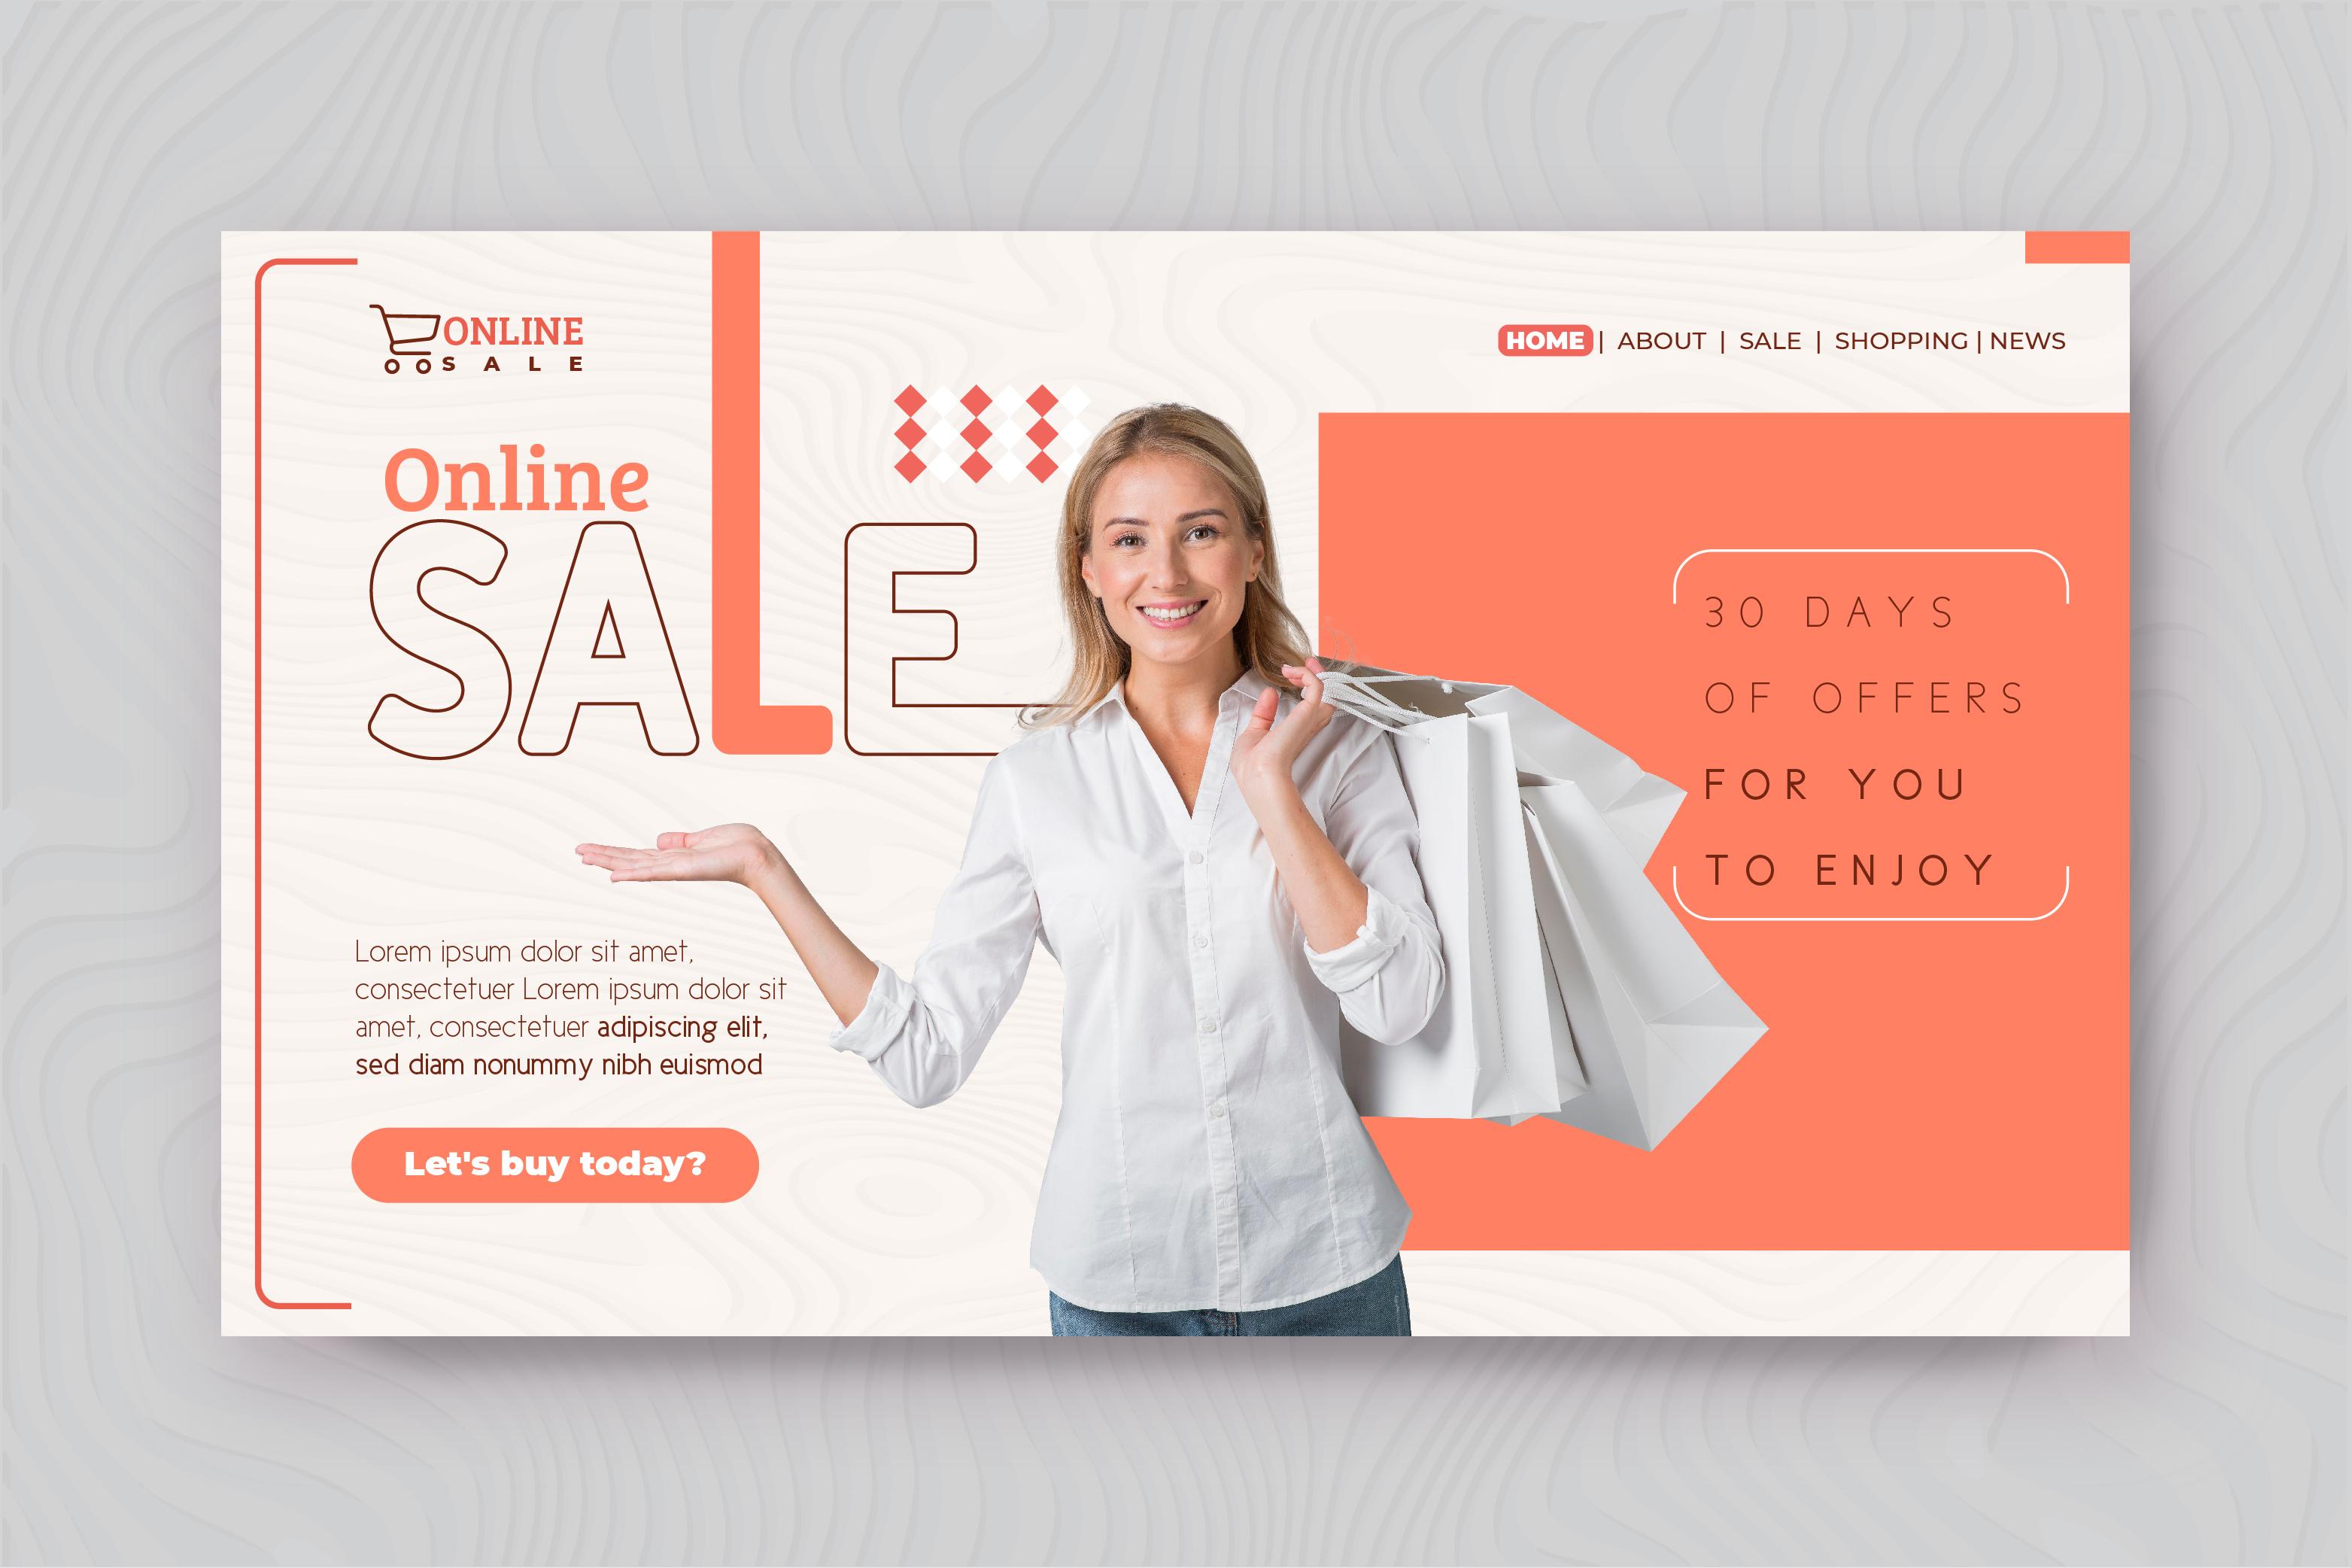 ONLINE
SALE
HOME | ABOUT | SALE | SHOPPING | NEWS
Online
SALE
30 DAYS
OF OFFERS
FOR YOU
TO ENJOY
Lorem ipsum dolor sit amet,
consectetuer Lorem ipsum dolor sit
amet, consectetuer adipiscing elit,
sed diam nonummy nibh euismod
Let's buy today?